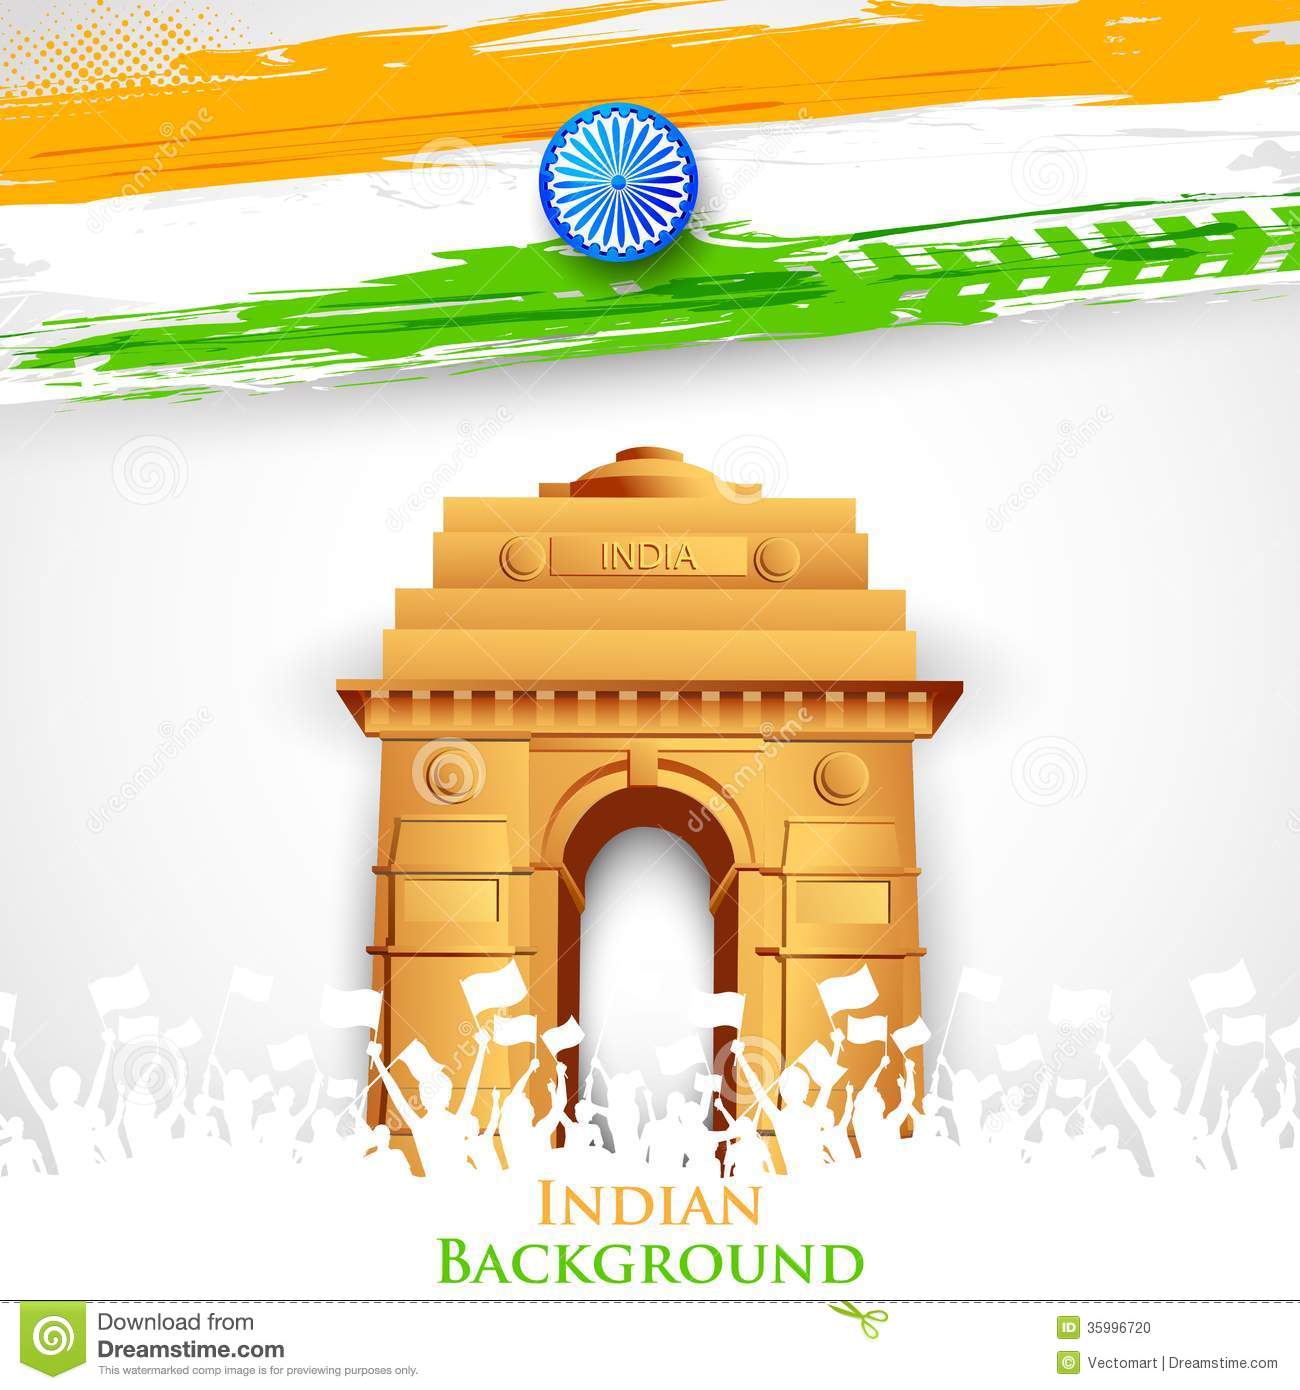 INDIA
INDIAN
BACKGROUND
Download from
Dreamstime.com
This watermarked comp image is for previewing purposes only.
ID 35996720
© Vectomart | Dreamstime.com